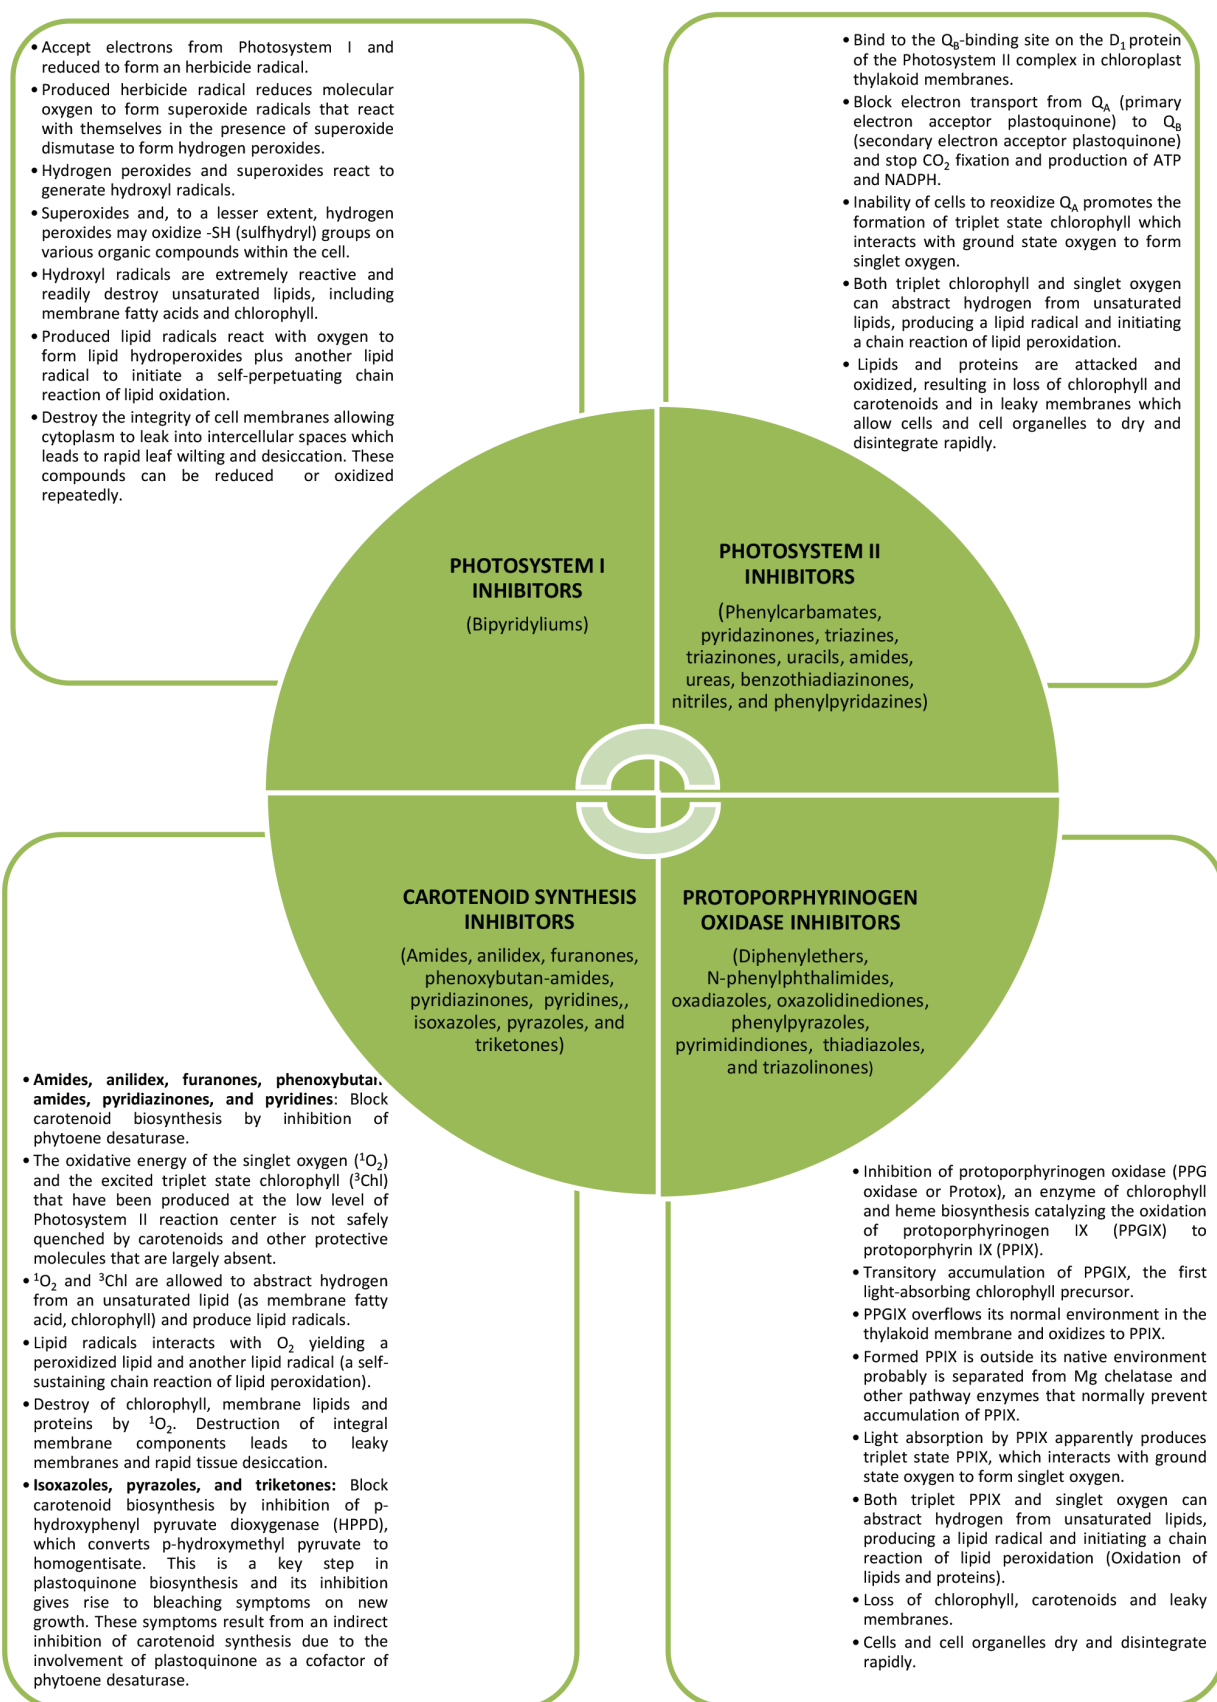 • Accept electrons from Photosystem I and
reduced to form an herbicide radical.
• Produced herbicide radical reduces molecular
oxygen to form superoxide radicals that react
with themselves in the presence of superoxide
dismutase to form hydrogen peroxides.
• Hydrogen peroxides and superoxides react to
generate hydroxyl radicals.
• Superoxides and, to a lesser extent, hydrogen
peroxides may oxidize -SH (sulfhydryl) groups on
various organic compounds within the cell.
• Hydroxyl radicals are extremely reactive and
readily destroy unsaturated lipids, including
membrane fatty acids and chlorophyll.
• Produced lipid radicals react with oxygen to
form lipid hydroperoxides plus another lipid
radical to initiate a self-perpetuating chain
reaction of lipid oxidation.
• Destroy the integrity of cell membranes allowing
cytoplasm to leak into intercellular spaces which
leads to rapid leaf wilting and desiccation. These
compounds can be reduced or oxidized
repeatedly.
• Bind to the Q_B-binding site on the D_1 protein
of the Photosystem II complex in chloroplast
thylakoid membranes.
• Block electron transport from Q_A (primary
electron acceptor plastoquinone) to Q_B
(secondary electron acceptor plastoquinone)
and stop CO₂ fixation and production of ATP
and NADPH.
• Inability of cells to reoxidize Q_A promotes the
formation of triplet state chlorophyll which
interacts with ground state oxygen to form
singlet oxygen.
• Both triplet chlorophyll and singlet oxygen
can abstract hydrogen from unsaturated
lipids, producing a lipid radical and initiating
a chain reaction of lipid peroxidation.
• Lipids and proteins are attacked and
oxidized, resulting in loss of chlorophyll and
carotenoids and in leaky membranes which
allow cells and cell organelles to dry and
disintegrate rapidly.
PHOTOSYSTEM I
INHIBITORS
(Bipyridyliums)
PHOTOSYSTEM II
INHIBITORS
(Phenylcarbamates,
pyridazinones, triazines,
triazinones, uracils, amides,
ureas, benzothiadiazinones,
nitriles, and phenylpyridazines)
CAROTENOID SYNTHESIS
INHIBITORS
(Amides, anilidex, furanones,
phenoxybutan-amides,
pyridiazinones, pyridines,,
isoxazoles, pyrazoles, and
triketones)
PROTOPORPHYRINOGEN
OXIDASE INHIBITORS
(Diphenylethers,
N-phenylphthalimides,
oxadiazoles, oxazolidinediones,
phenylpyrazoles,
pyrimidindiones, thiadiazoles,
and triazolinones)
• Amides, anilidex, furanones, phenoxybutan-
amides, pyridiazinones, and pyridines: Block
carotenoid biosynthesis by inhibition of
phytoene desaturase.
• The oxidative energy of the singlet oxygen (¹O₂)
and the excited triplet state chlorophyll (³Chl)
that have been produced at the low level of
Photosystem II reaction center is not safely
quenched by carotenoids and other protective
molecules that are largely absent.
• ¹O₂ and ³Chl are allowed to abstract hydrogen
from an unsaturated lipid (as membrane fatty
acid, chlorophyll) and produce lipid radicals.
• Lipid radicals interacts with O₂ yielding a
peroxidized lipid and another lipid radical (a self-
sustaining chain reaction of lipid peroxidation).
• Destroy of chlorophyll, membrane lipids and
proteins by ¹O₂. Destruction of integral
membrane components leads to leaky
membranes and rapid tissue desiccation.
• Isoxazoles, pyrazoles, and triketones: Block
carotenoid biosynthesis by inhibition of p-
hydroxyphenyl pyruvate dioxygenase (HPPD),
which converts p-hydroxymethyl pyruvate to
homogentisate. This is a key step in
plastoquinone biosynthesis and its inhibition
gives rise to bleaching symptoms on new
growth. These symptoms result from an indirect
inhibition of carotenoid synthesis due to the
involvement of plastoquinone as a cofactor of
phytoene desaturase.
• Inhibition of protoporphyrinogen oxidase (PPG
oxidase or Protox), an enzyme of chlorophyll
and heme biosynthesis catalyzing the oxidation
of protoporphyrinogen IX (PPGIX) to
protoporphyrin IX (PPIX).
• Transitory accumulation of PPGIX, the first
light-absorbing chlorophyll precursor.
• PPGIX overflows its normal environment in the
thylakoid membrane and oxidizes to PPIX.
• Formed PPIX is outside its native environment
probably is separated from Mg chelatase and
other pathway enzymes that normally prevent
accumulation of PPIX.
• Light absorption by PPIX apparently produces
triplet state PPIX, which interacts with ground
state oxygen to form singlet oxygen.
• Both triplet PPIX and singlet oxygen can
abstract hydrogen from unsaturated lipids,
producing a lipid radical and initiating a chain
reaction of lipid peroxidation (Oxidation of
lipids and proteins).
• Loss of chlorophyll, carotenoids and leaky
membranes.
• Cells and cell organelles dry and disintegrate
rapidly.